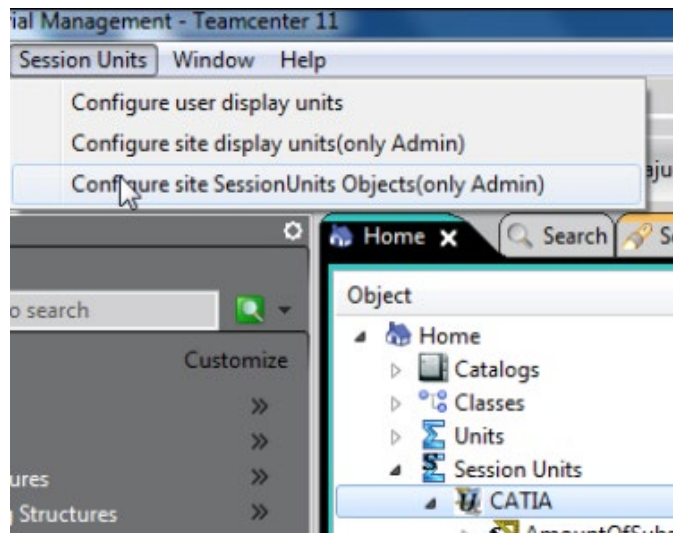 ial Management - Teamcenter 11
Session Units Window Help
Configure user display units
Configure site display units(only Admin)
Configure site SessionUnits Objects(only Admin)
aju
Home Search S
o search
Object
Home
Customize
Catalogs
Classes
Units
ures
Session Units
Structures
CATIA
AmountOfSubs